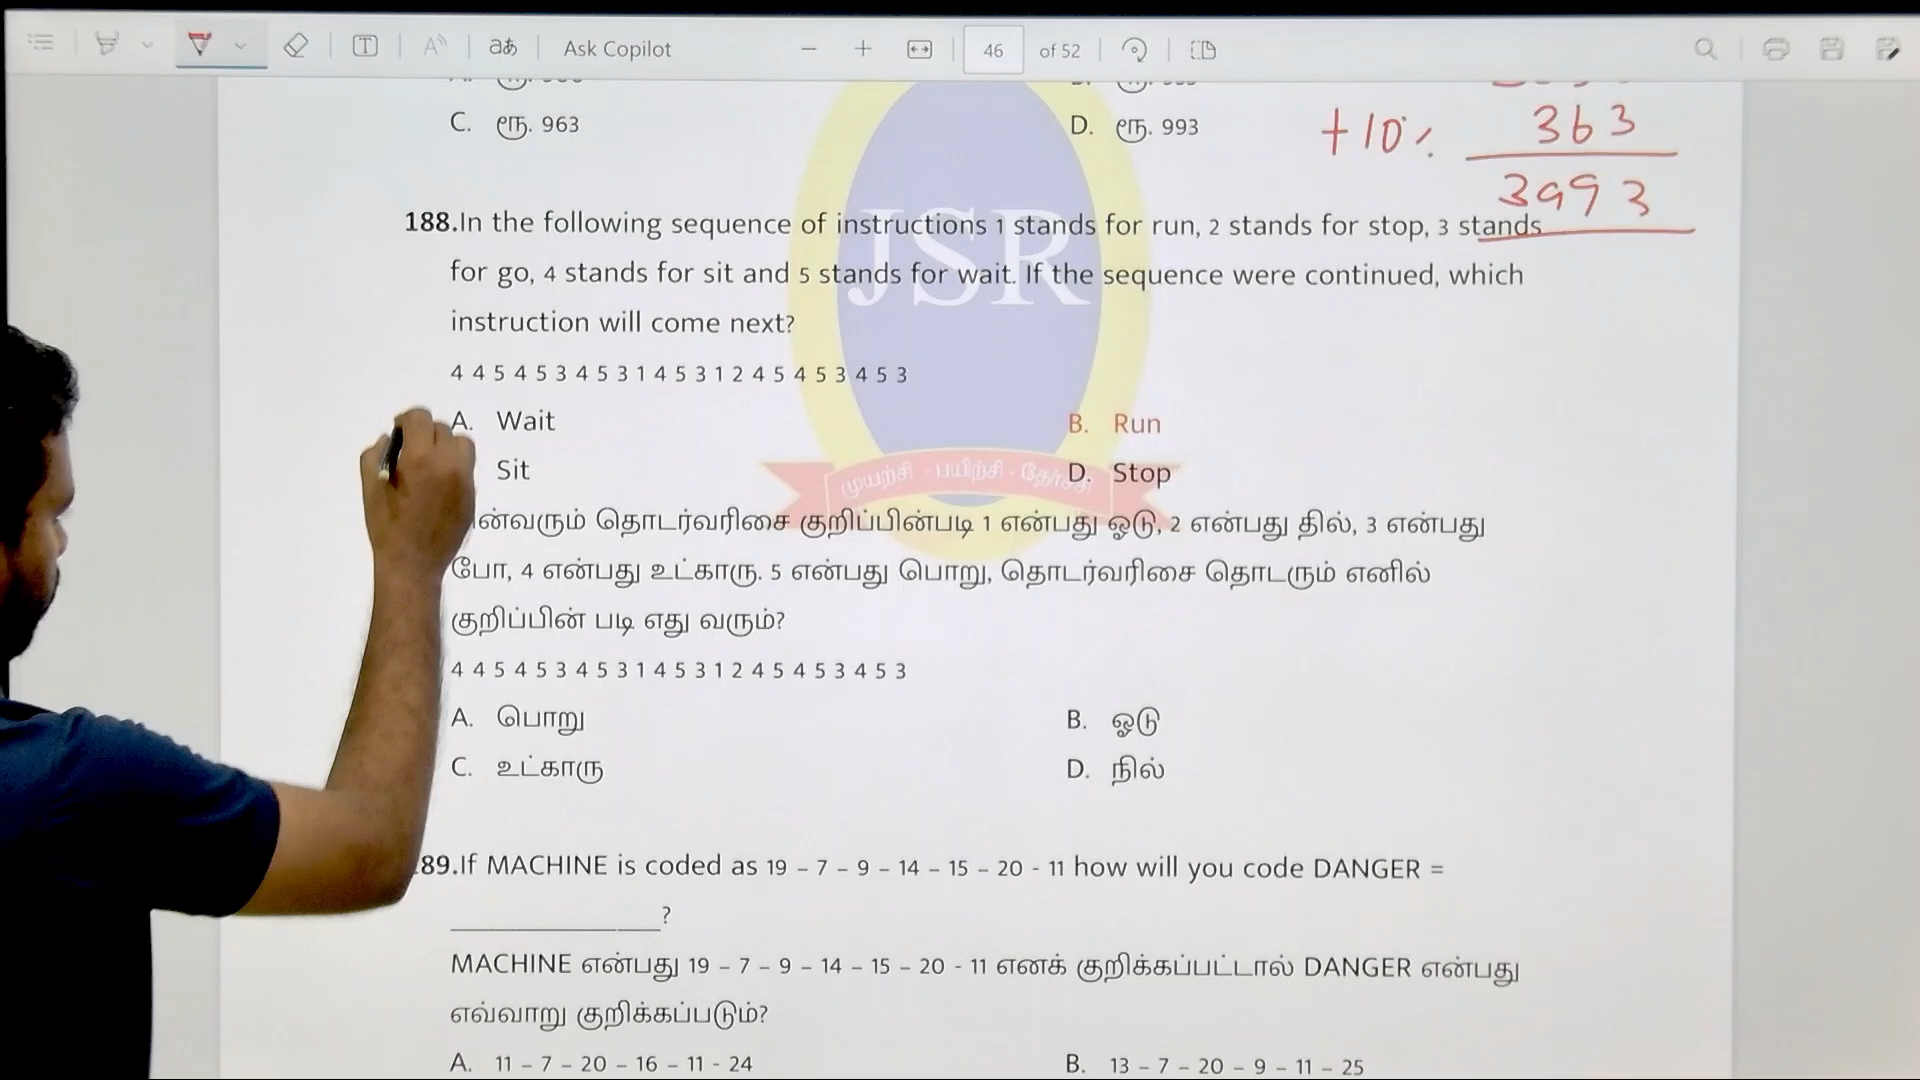 Ask Copilot
46 of 52
C. ரூ. 963
D. ரூ. 993
+10%
363
3993
188.In the following sequence of instructions 1 stands for run, 2 stands for stop, 3 stands
for go, 4 stands for sit and 5 stands for wait. If the sequence were continued, which
instruction will come next?
4 4 5 4 5 3 4 5 3 1 4 5 3 1 2 4 5 4 5 3 4 5 3
A. Wait
B. Run
Sit
D. Stop
JSR
முயற்சி - பயிற்சி - தேர்ச்சி
ன்வரும் தொடர்வரிசை குறிப்பின்படி 1 என்பது ஓடு, 2 என்பது தில், 3 என்பது
போ, 4 என்பது உட்காரு. 5 என்பது பொறு, தொடர்வரிசை தொடரும் எனில்
குறிப்பின் படி எது வரும்?
4 4 5 4 5 3 4 5 3 1 4 5 3 1 2 4 5 4 5 3 4 5 3
A. பொறு
B. ஓடு
C. உட்காரு
D. நில்
89.If MACHINE is coded as 19 – 7 – 9 – 14 – 15 – 20 - 11 how will you code DANGER =
_______________?
MACHINE என்பது 19 – 7 – 9 – 14 – 15 – 20 - 11 எனக் குறிக்கப்பட்டால் DANGER என்பது
எவ்வாறு குறிக்கப்படும்?
A. 11 – 7 – 20 – 16 – 11 - 24
B. 13 – 7 – 20 – 9 – 11 – 25